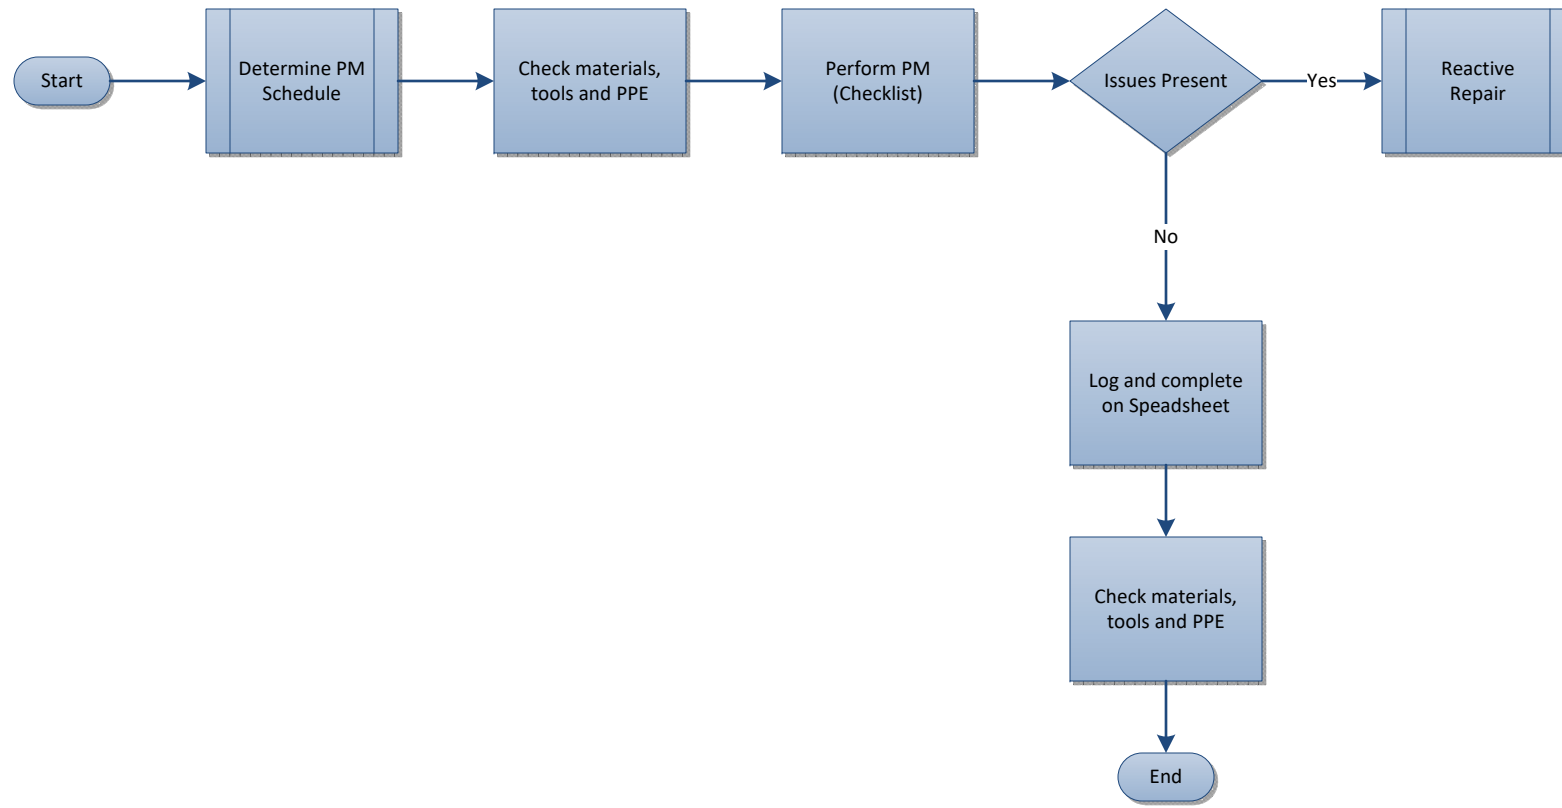 Start
Determine PM
Schedule
Check materials,
tools and PPE
Perform PM
(Checklist)
Issues Present
Yes
Reactive
Repair
No
Log and complete
on Speadsheet
Check materials,
tools and PPE
End